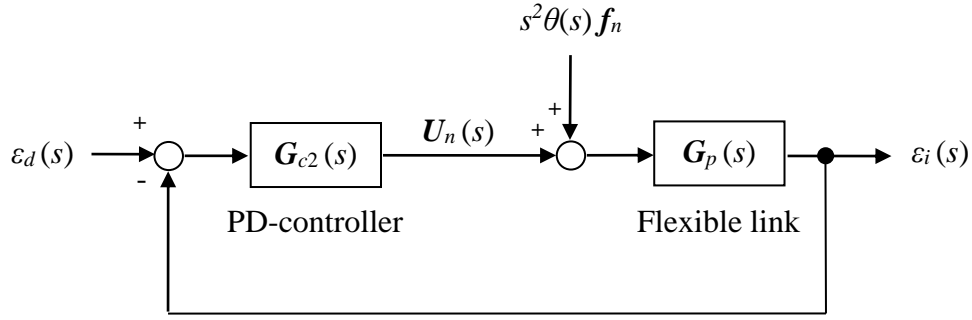 s²θ(s) fₙ
+
+ Uₙ(s) +
εd(s) Gc2(s) Gp(s) εi(s)
-
PD-controller Flexible link